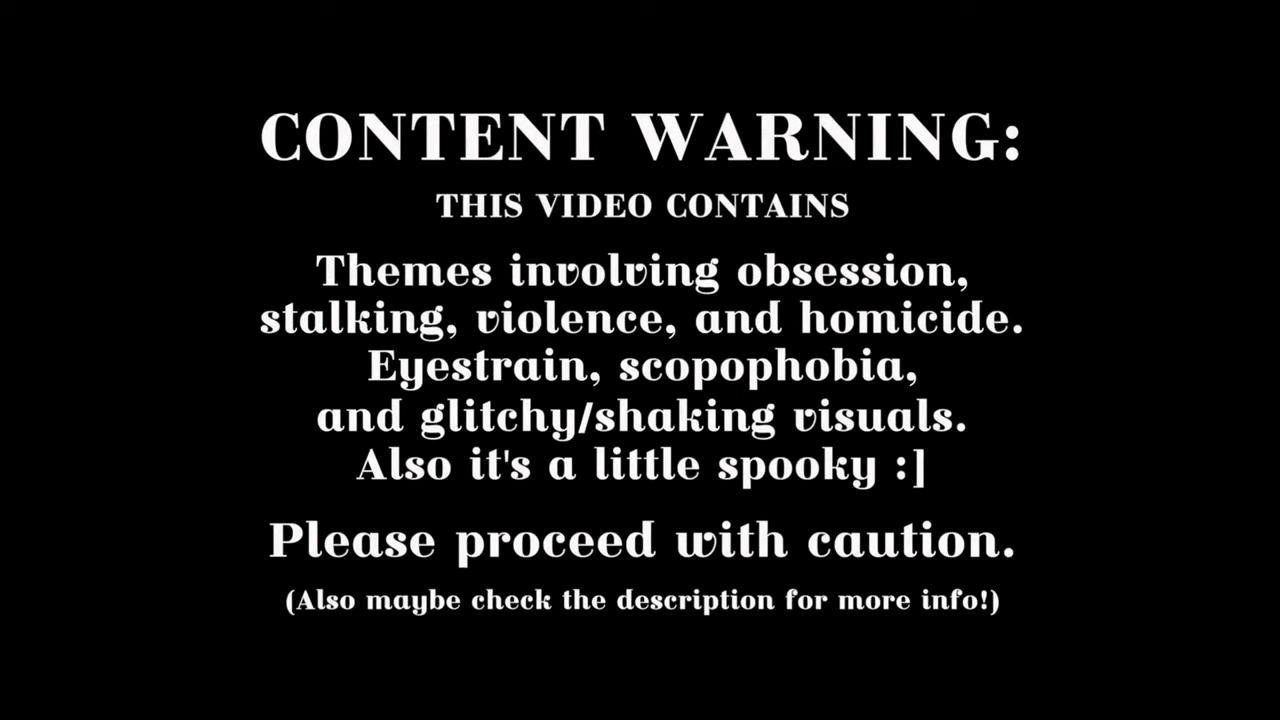 CONTENT WARNING:
THIS VIDEO CONTAINS
Themes involving obsession,
stalking, violence, and homicide.
Eyestrain, scopophobia,
and glitchy/shaking visuals.
Also it's a little spooky :]
Please proceed with caution.
(Also maybe check the description for more info!)